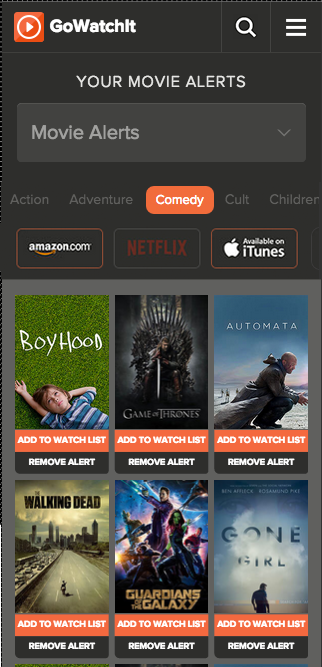 GoWatchIt
YOUR MOVIE ALERTS
Movie Alerts
Action Adventure Comedy Cult Children
amazon.com NETFLIX Available on iTunes
BOYHOOD GAME OF THRONES AUTOMATA
ADD TO WATCH LIST ADD TO WATCH LIST ADD TO WATCH LIST
REMOVE ALERT REMOVE ALERT REMOVE ALERT
THE WALKING DEAD GUARDIANS OF THE GALAXY BEN AFFLECK ROSAMUND PIKE
GONE GIRL
ADD TO WATCH LIST ADD TO WATCH LIST ADD TO WATCH LIST
REMOVE ALERT REMOVE ALERT REMOVE ALERT